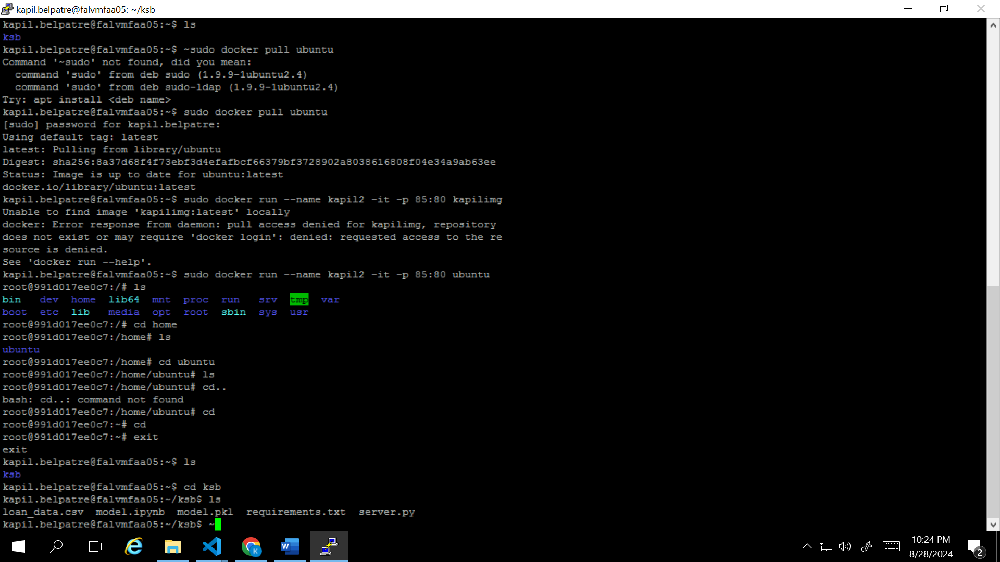 kapil.belpatre@falvmfaa05: ~/ksb
kapil.belpatre@falvmfaa05:~$ ls
ksb
kapil.belpatre@falvmfaa05:~$ ~sudo docker pull ubuntu
Command '~sudo' not found, did you mean:
  command 'sudo' from deb sudo (1.9.9-1ubuntu2.4)
  command 'sudo' from deb sudo-ldap (1.9.9-1ubuntu2.4)
Try: apt install <deb name>
kapil.belpatre@falvmfaa05:~$ sudo docker pull ubuntu
[sudo] password for kapil.belpatre:
Using default tag: latest
latest: Pulling from library/ubuntu
Digest: sha256:8a37d68f4f73ebf3d4efafbcf66379bf3728902a8038616808f04e34a9ab63ee
Status: Image is up to date for ubuntu:latest
docker.io/library/ubuntu:latest
kapil.belpatre@falvmfaa05:~$ sudo docker run --name kapil2 -it -p 85:80 kapilimg
Unable to find image 'kapilimg:latest' locally
docker: Error response from daemon: pull access denied for kapilimg, repository
does not exist or may require 'docker login': denied: requested access to the re
source is denied.
See 'docker run --help'.
kapil.belpatre@falvmfaa05:~$ sudo docker run --name kapil2 -it -p 85:80 ubuntu
root@991d017ee0c7:/# ls
bin   dev  home  lib64  mnt  proc  run   srv  tmp  var
boot  etc  lib   media  opt  root  sbin  sys  usr
root@991d017ee0c7:/# cd home
root@991d017ee0c7:/home# ls
ubuntu
root@991d017ee0c7:/home# cd ubuntu
root@991d017ee0c7:/home/ubuntu# ls
root@991d017ee0c7:/home/ubuntu# cd..
bash: cd..: command not found
root@991d017ee0c7:/home/ubuntu# cd
root@991d017ee0c7:~# cd
root@991d017ee0c7:~# exit
exit
kapil.belpatre@falvmfaa05:~$ ls
ksb
kapil.belpatre@falvmfaa05:~$ cd ksb
kapil.belpatre@falvmfaa05:~/ksb$ ls
loan_data.csv  model.ipynb  model.pkl  requirements.txt  server.py
kapil.belpatre@falvmfaa05:~/ksb$ ~
K
W
10:24 PM
8/28/2024
2